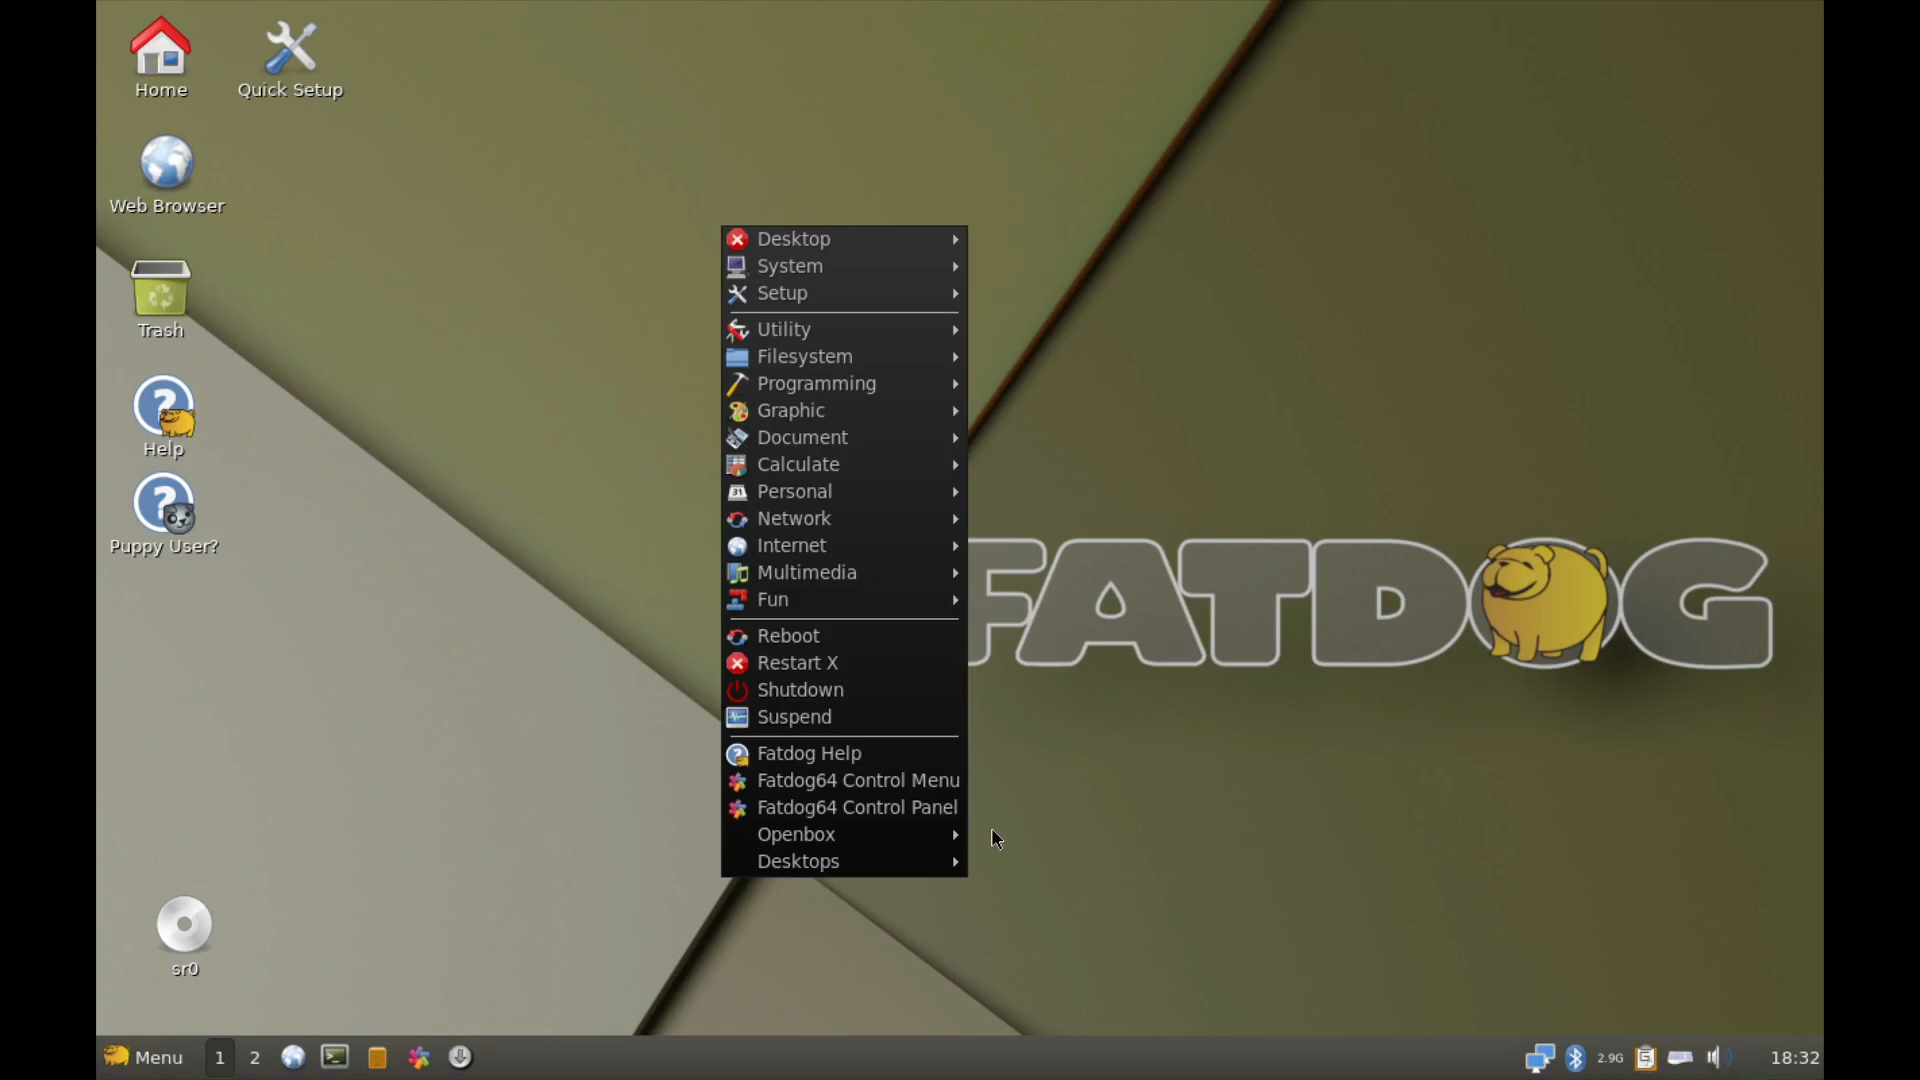 Home
Quick Setup
Web Browser
Trash
Help
Puppy User?
sr0
Desktop
System
Setup
Utility
Filesystem
Programming
Graphic
Document
Calculate
31
Personal
Network
Internet
Multimedia
Fun
Reboot
Restart X
Shutdown
Suspend
Fatdog Help
Fatdog64 Control Menu
Fatdog64 Control Panel
Openbox
Desktops
FATDOG
Menu 1 2
2.9G 18:32